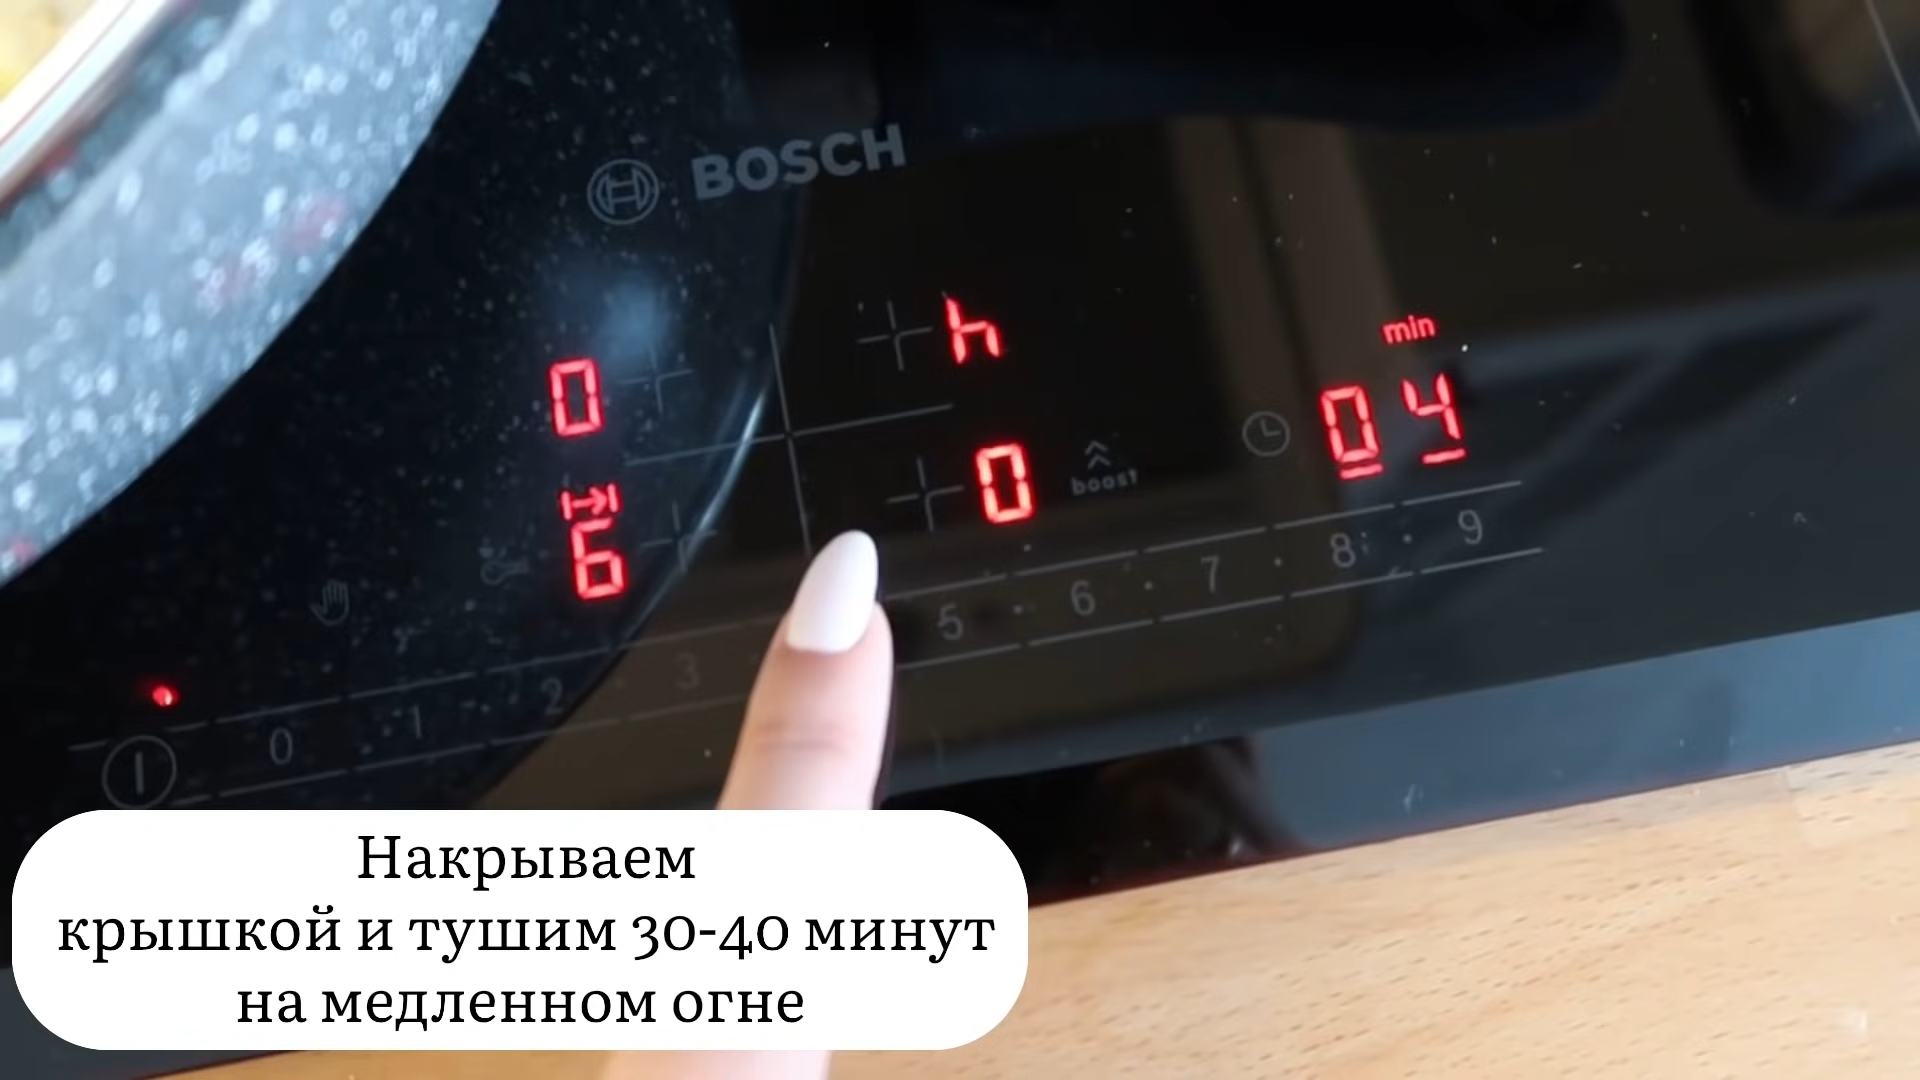 BOSCH
h
min
0
04
0
boost
6
5 6 7 8 9
0 1 2 3
Накрываем
крышкой и тушим 30-40 минут
на медленном огне